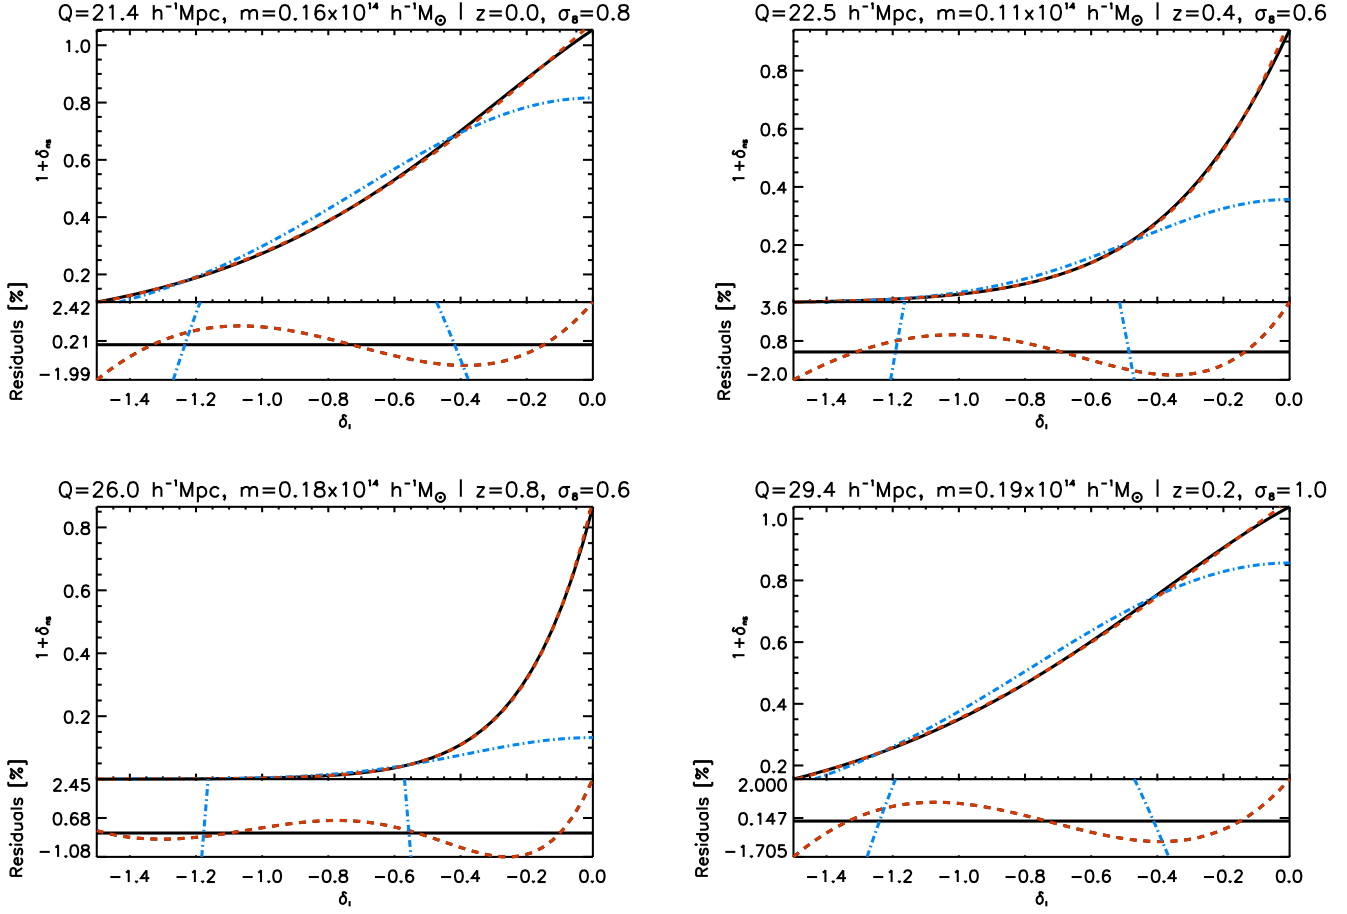 Q=21.4 h⁻¹Mpc, m=0.16x10¹⁴ h⁻¹M☉ | z=0.0, σ₈=0.8
1.0
0.8
0.6
0.4
0.2
1+δₘₛ
2.42
0.21
−1.99
Residuals [%]
−1.4 −1.2 −1.0 −0.8 −0.6 −0.4 −0.2 0.0
δₗ
Q=22.5 h⁻¹Mpc, m=0.11x10¹⁴ h⁻¹M☉ | z=0.4, σ₈=0.6
0.8
0.6
0.4
0.2
1+δₘₛ
3.6
0.8
−2.0
Residuals [%]
−1.4 −1.2 −1.0 −0.8 −0.6 −0.4 −0.2 0.0
δₗ
Q=26.0 h⁻¹Mpc, m=0.18x10¹⁴ h⁻¹M☉ | z=0.8, σ₈=0.6
0.8
0.6
0.4
0.2
1+δₘₛ
2.45
0.68
−1.08
Residuals [%]
−1.4 −1.2 −1.0 −0.8 −0.6 −0.4 −0.2 0.0
δₗ
Q=29.4 h⁻¹Mpc, m=0.19x10¹⁴ h⁻¹M☉ | z=0.2, σ₈=1.0
1.0
0.8
0.6
0.4
0.2
1+δₘₛ
2.000
0.147
−1.705
Residuals [%]
−1.4 −1.2 −1.0 −0.8 −0.6 −0.4 −0.2 0.0
δₗ